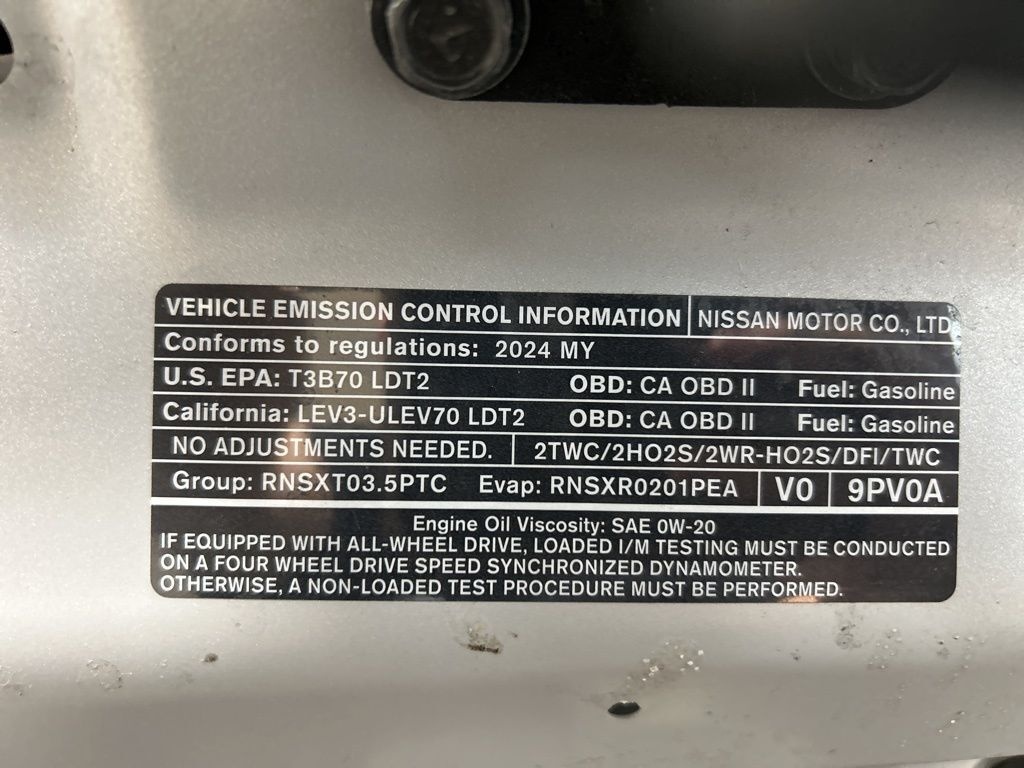 VEHICLE EMISSION CONTROL INFORMATION NISSAN MOTOR CO., LTD.
Conforms to regulations: 2024 MY
U.S. EPA: T3B70 LDT2 OBD: CA OBD II Fuel: Gasoline
California: LEV3-ULEV70 LDT2 OBD: CA OBD II Fuel: Gasoline
NO ADJUSTMENTS NEEDED. 2TWC/2HO2S/2WR-HO2S/DFI/TWC
Group: RNSXT03.5PTC Evap: RNSXR0201PEA V0 9PV0A
Engine Oil Viscosity: SAE 0W-20
IF EQUIPPED WITH ALL-WHEEL DRIVE, LOADED I/M TESTING MUST BE CONDUCTED
ON A FOUR WHEEL DRIVE SPEED SYNCHRONIZED DYNAMOMETER.
OTHERWISE, A NON-LOADED TEST PROCEDURE MUST BE PERFORMED.